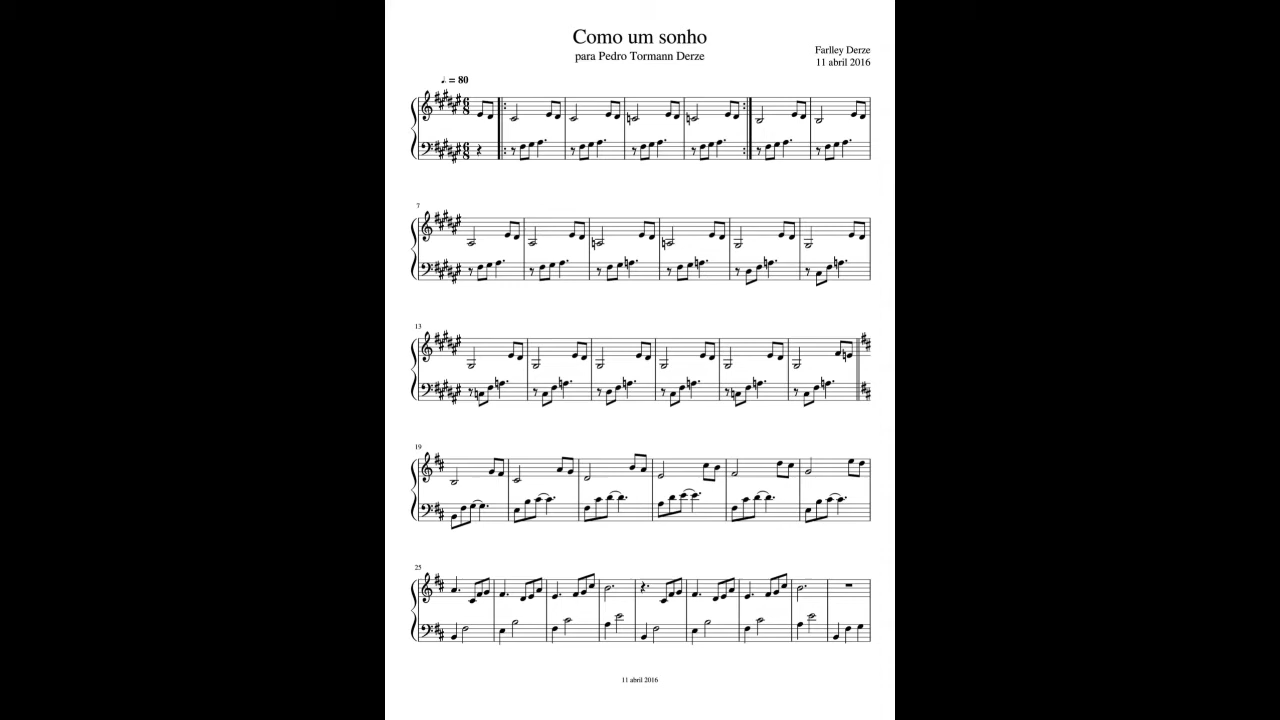 Como um sonho
para Pedro Tormann Derze
Farlley Derze
11 abril 2016
♩. = 80
7
13
19
25
11 abril 2016